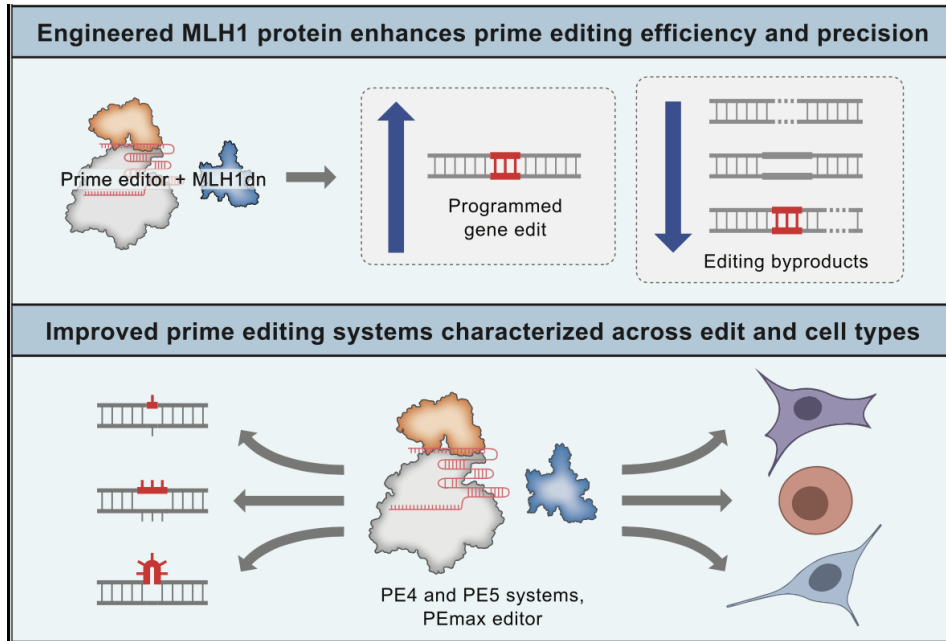 Engineered MLH1 protein enhances prime editing efficiency and precision
Prime editor + MLH1dn
Programmed
gene edit
Editing byproducts
Improved prime editing systems characterized across edit and cell types
PE4 and PE5 systems,
PEmax editor